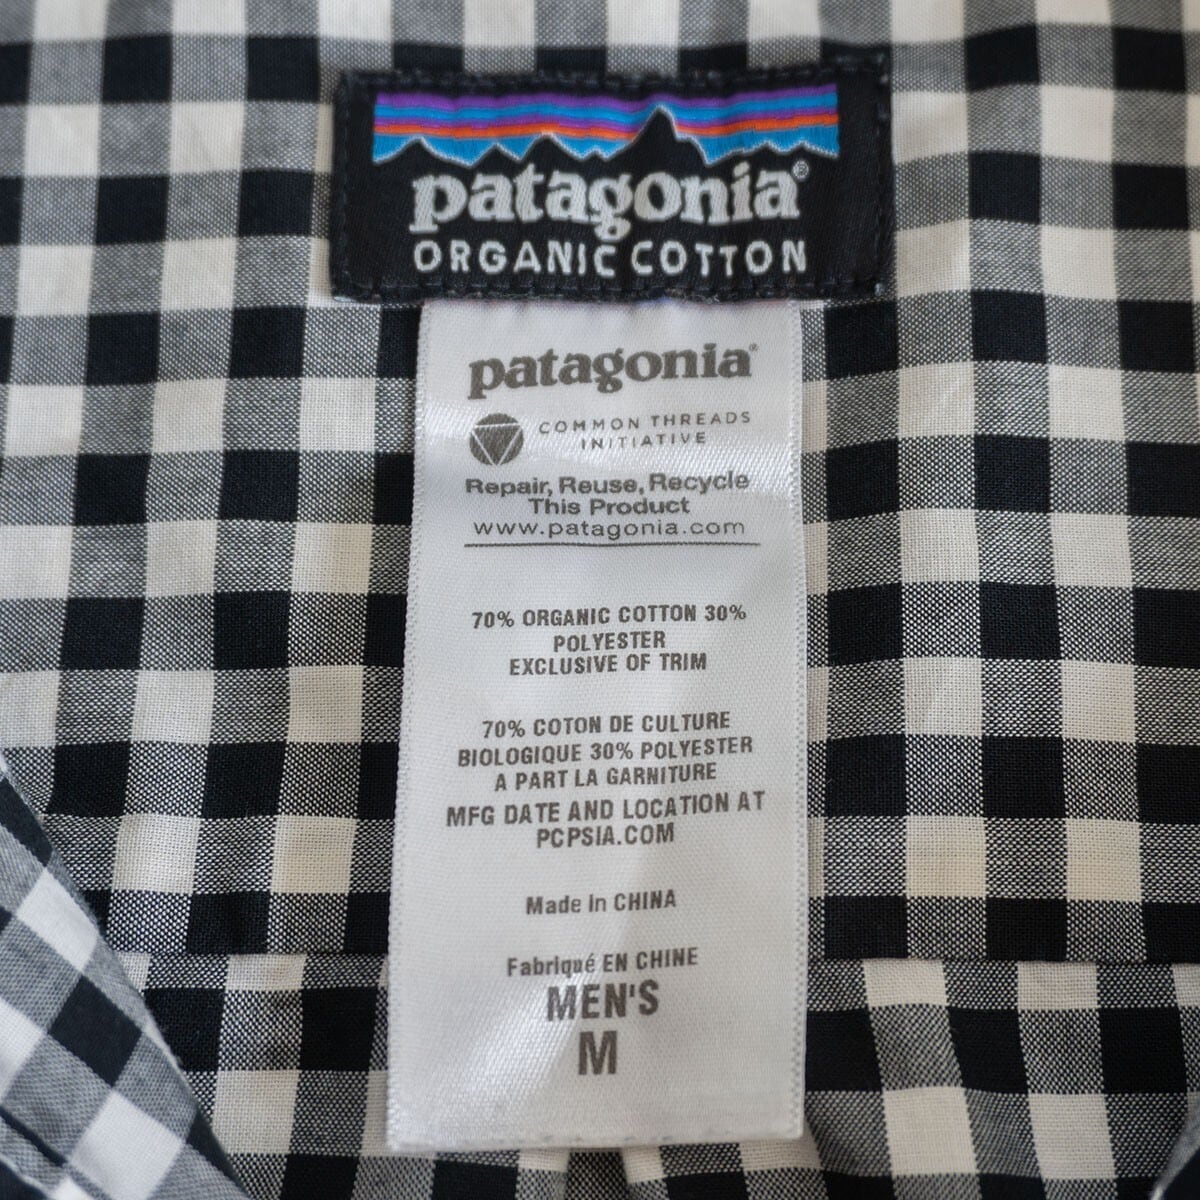 patagonia®
ORGANIC COTTON
patagonia®
COMMON THREADS
INITIATIVE
Repair, Reuse, Recycle
This Product
www.patagonia.com
70% ORGANIC COTTON 30%
POLYESTER
EXCLUSIVE OF TRIM
70% COTON DE CULTURE
BIOLOGIQUE 30% POLYESTER
A PART LA GARNITURE
MFG DATE AND LOCATION AT
PCPSIA.COM
Made in CHINA
Fabriqué EN CHINE
MEN'S
M